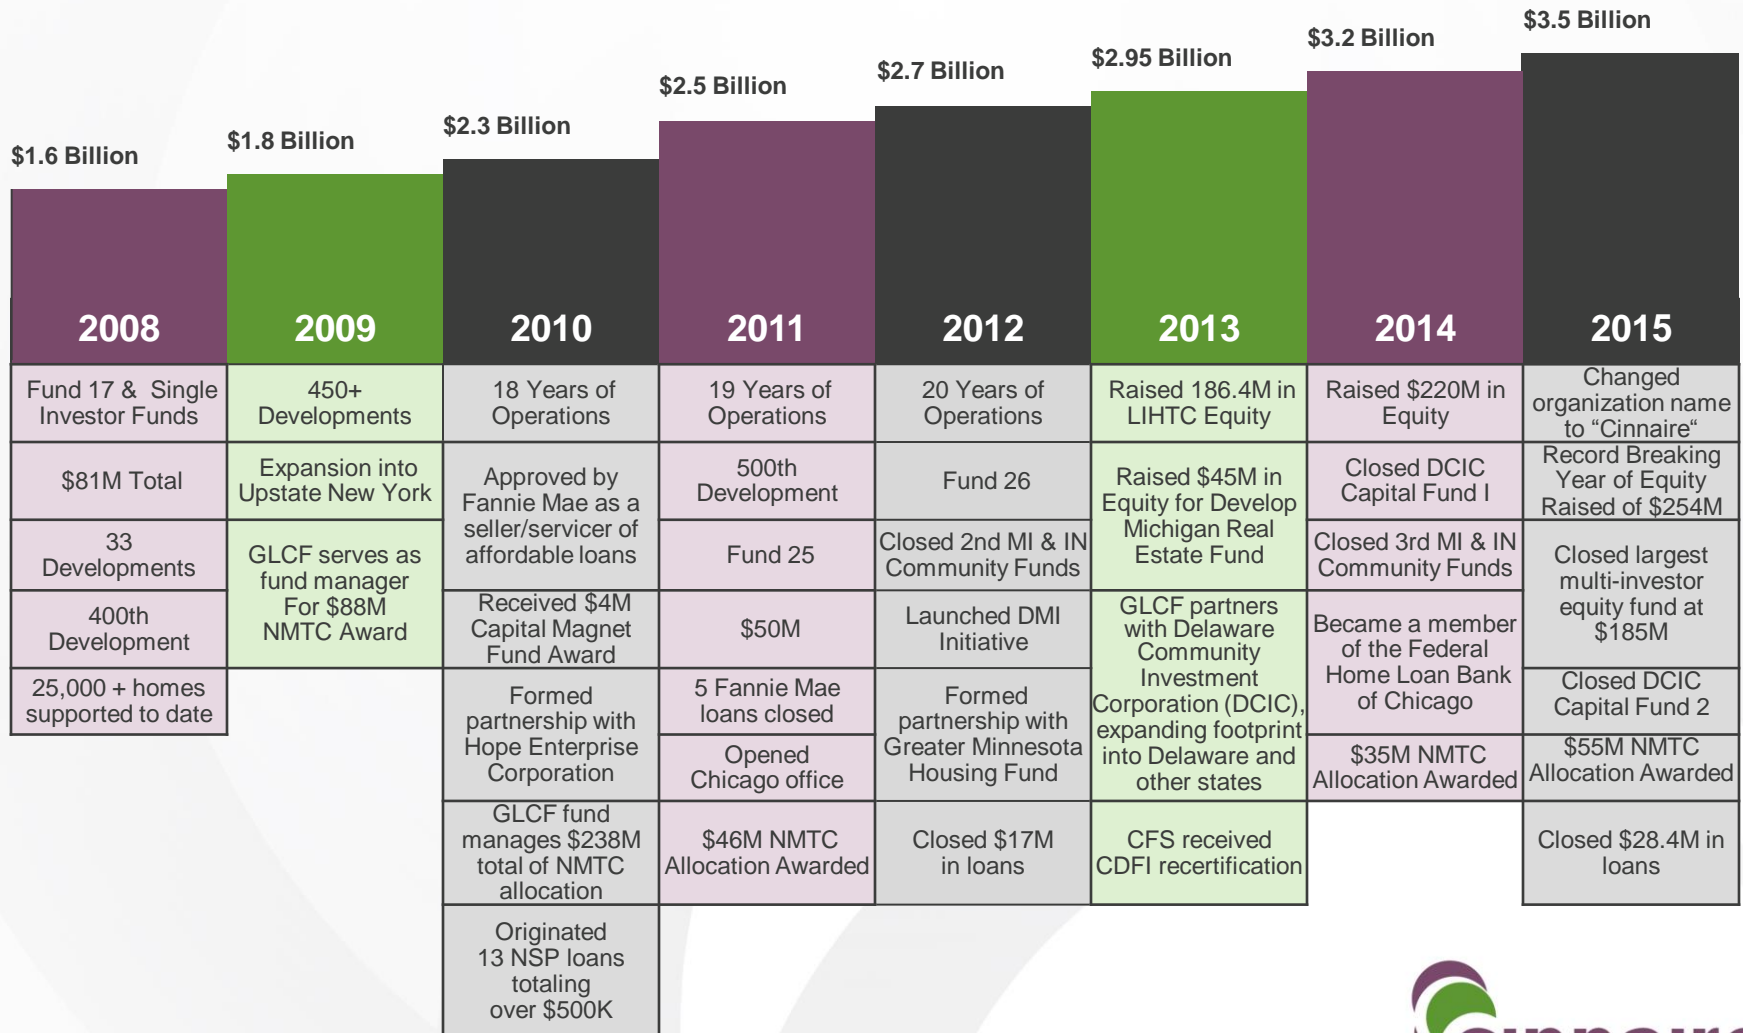 $1.6 Billion
$1.8 Billion
$2.3 Billion
$2.5 Billion
$2.7 Billion
$2.95 Billion
$3.2 Billion
$3.5 Billion
2008
Fund 17 & Single
Investor Funds
$81M Total
33
Developments
400th
Development
25,000 + homes
supported to date
2009
450+
Developments
Expansion into
Upstate New York
GLCF serves as
fund manager
For $88M
NMTC Award
2010
18 Years of
Operations
Approved by
Fannie Mae as a
seller/servicer of
affordable loans
Received $4M
Capital Magnet
Fund Award
Formed
partnership with
Hope Enterprise
Corporation
GLCF fund
manages $238M
total of NMTC
allocation
Originated
13 NSP loans
totaling
over $500K
2011
19 Years of
Operations
500th
Development
Fund 25
$50M
5 Fannie Mae
loans closed
Opened
Chicago office
$46M NMTC
Allocation Awarded
2012
20 Years of
Operations
Fund 26
Closed 2nd MI & IN
Community Funds
Launched DMI
Initiative
Formed
partnership with
Greater Minnesota
Housing Fund
Closed $17M
in loans
2013
Raised 186.4M in
LIHTC Equity
Raised $45M in
Equity for Develop
Michigan Real
Estate Fund
GLCF partners
with Delaware
Community
Investment
Corporation (DCIC),
expanding footprint
into Delaware and
other states
CFS received
CDFI recertification
2014
Raised $220M in
Equity
Closed DCIC
Capital Fund I
Closed 3rd MI & IN
Community Funds
Became a member
of the Federal
Home Loan Bank
of Chicago
$35M NMTC
Allocation Awarded
2015
Changed
organization name
to “Cinnaire“
Record Breaking
Year of Equity
Raised of $254M
Closed largest
multi-investor
equity fund at
$185M
Closed DCIC
Capital Fund 2
$55M NMTC
Allocation Awarded
Closed $28.4M in
loans